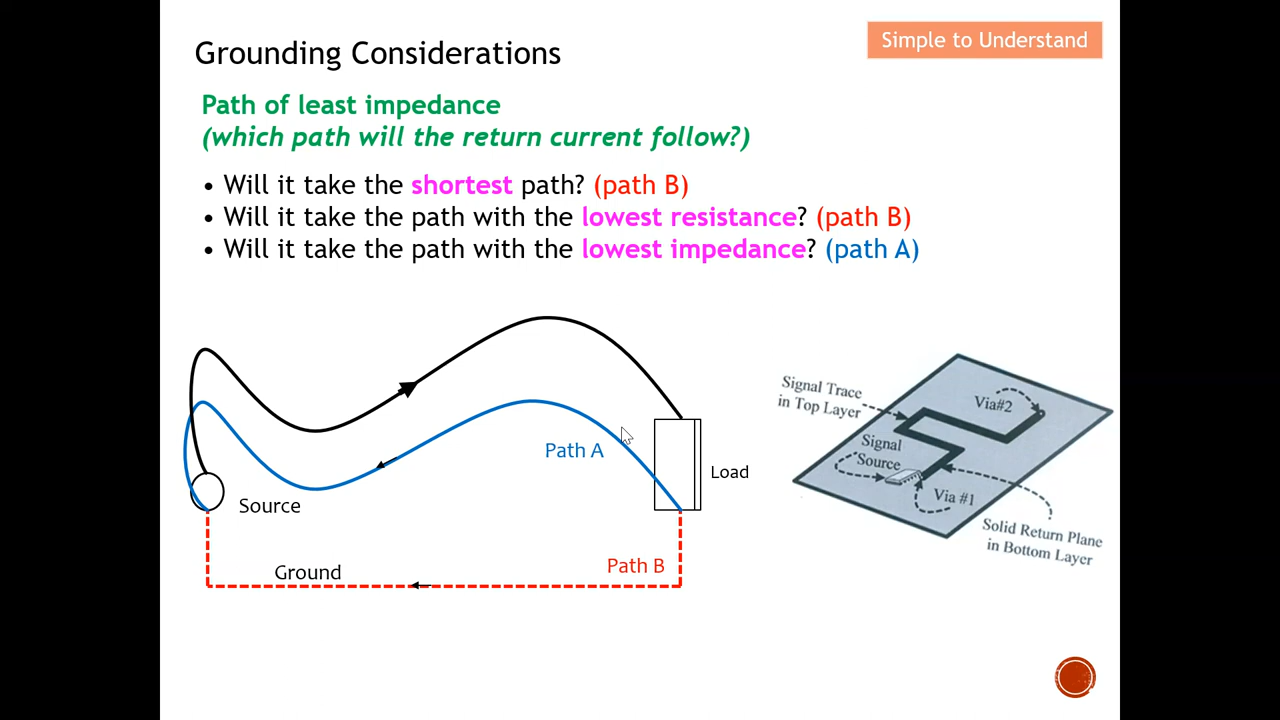 Grounding Considerations
Simple to Understand
Path of least impedance
(which path will the return current follow?)
• Will it take the shortest path? (path B)
• Will it take the path with the lowest resistance? (path B)
• Will it take the path with the lowest impedance? (path A)
Path A
Load
Source
Ground
Path B
Signal Trace
in Top Layer
Via#2
Signal
Source
Via #1
Solid Return Plane
in Bottom Layer